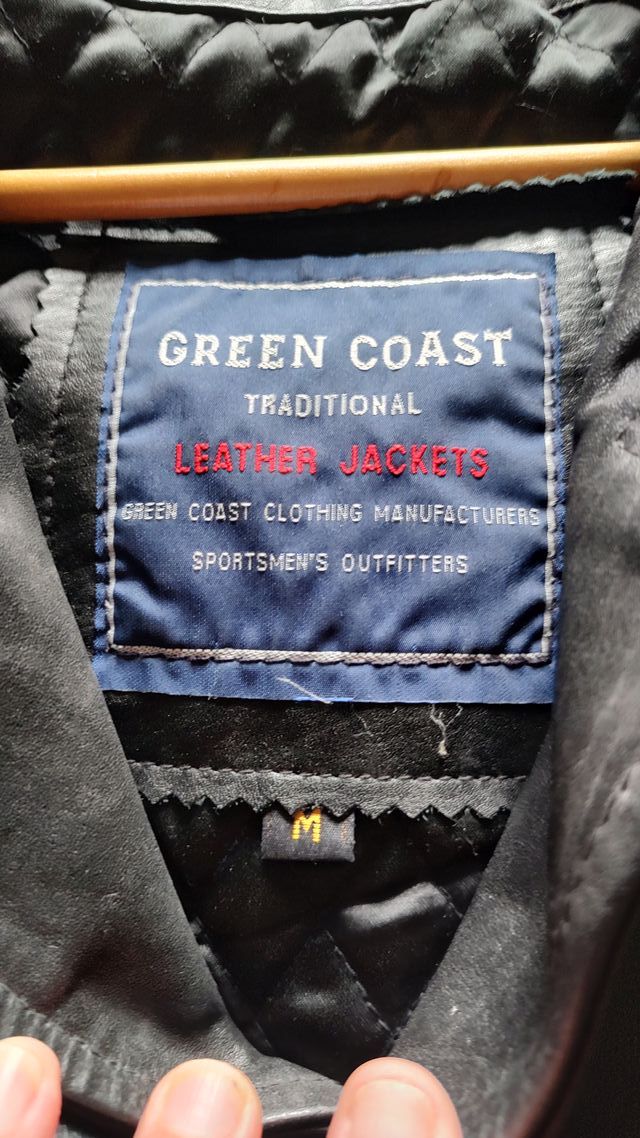 GREEN COAST
TRADITIONAL
LEATHER JACKETS
GREEN COAST CLOTHING MANUFACTURERS
SPORTSMEN'S OUTFITTERS
M